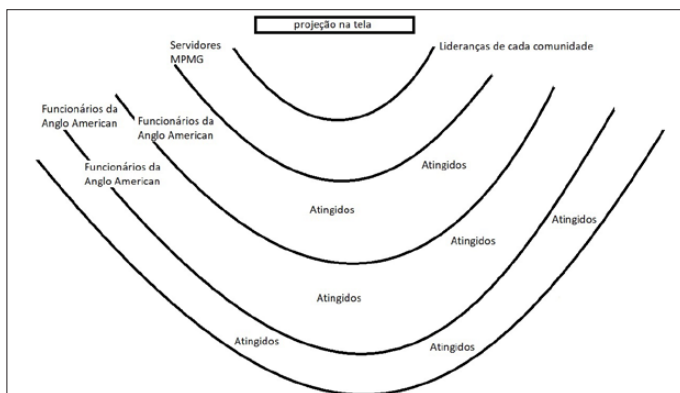 projeção na tela
Servidores
MPMG
Lideranças de cada comunidade
Funcionários da
Anglo American
Funcionários da
Anglo American
Funcionários da
Anglo American
Atingidos
Atingidos
Atingidos
Atingidos
Atingidos
Atingidos
Atingidos